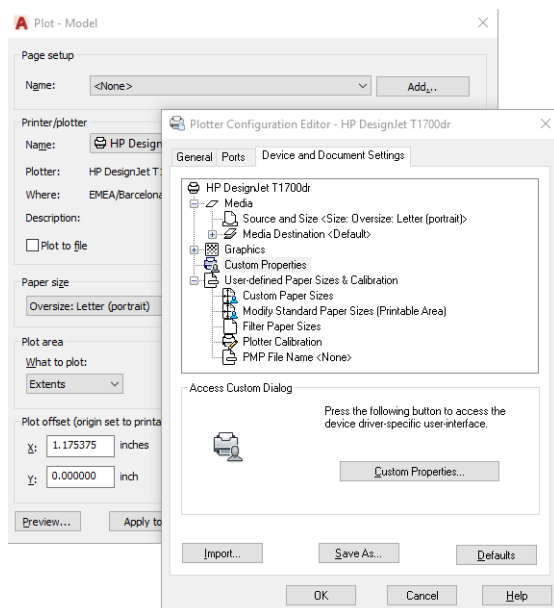 Plot - Model
Page setup
Name: <None> Add...
Printer/plotter
Name: HP Design
Plotter: HP DesignJet T1
Where: EMEA/Barcelona
Description:
Plot to file
Paper size
Oversize: Letter (portrait)
Plot area
What to plot:
Extents
Plot offset (origin set to printa
X: 1.175375 inches
Y: 0.000000 inch
Preview... Apply to
Plotter Configuration Editor - HP DesignJet T1700dr
General Ports Device and Document Settings
HP DesignJet T1700dr
Media
Source and Size <Size: Oversize: Letter (portrait)>
Media Destination <Default>
Graphics
Custom Properties
User-defined Paper Sizes & Calibration
Custom Paper Sizes
Modify Standard Paper Sizes (Printable Area)
Filter Paper Sizes
Plotter Calibration
PMP File Name <None>
Access Custom Dialog
Press the following button to access the
device driver-specific user-interface.
Custom Properties...
Import... Save As... Defaults
OK Cancel Help